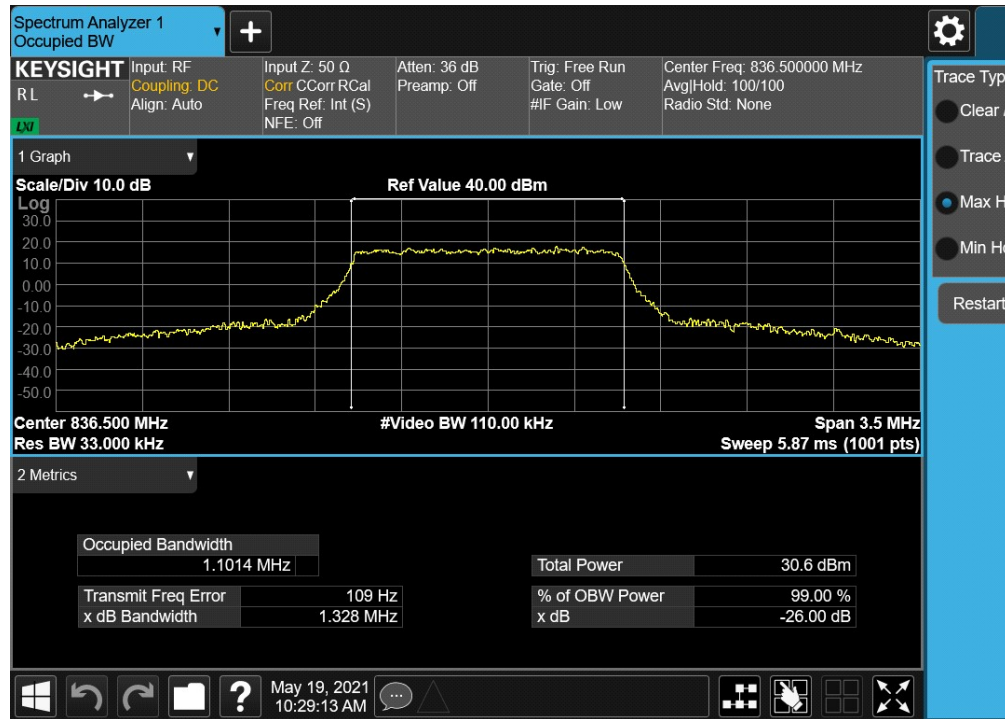 Spectrum Analyzer 1
Occupied BW
KEYSIGHT
R L
LXI
Input: RF
Coupling: DC
Align: Auto
Input Z: 50 Ω
Corr CCorr RCal
Freq Ref: Int (S)
NFE: Off
Atten: 36 dB
Preamp: Off
Trig: Free Run
Gate: Off
#IF Gain: Low
Center Freq: 836.500000 MHz
Avg|Hold: 100/100
Radio Std: None
1 Graph
Scale/Div 10.0 dB
Ref Value 40.00 dBm
Log
30.0
20.0
10.0
0.00
-10.0
-20.0
-30.0
-40.0
-50.0
Center 836.500 MHz
#Video BW 110.00 kHz
Span 3.5 MHz
Res BW 33.000 kHz
Sweep 5.87 ms (1001 pts)
2 Metrics
Occupied Bandwidth
1.1014 MHz
Total Power 30.6 dBm
Transmit Freq Error 109 Hz
% of OBW Power 99.00 %
x dB Bandwidth 1.328 MHz
x dB -26.00 dB
?
May 19, 2021
10:29:13 AM
Trace Typ
Clear
Trace
Max H
Min Ho
Restart